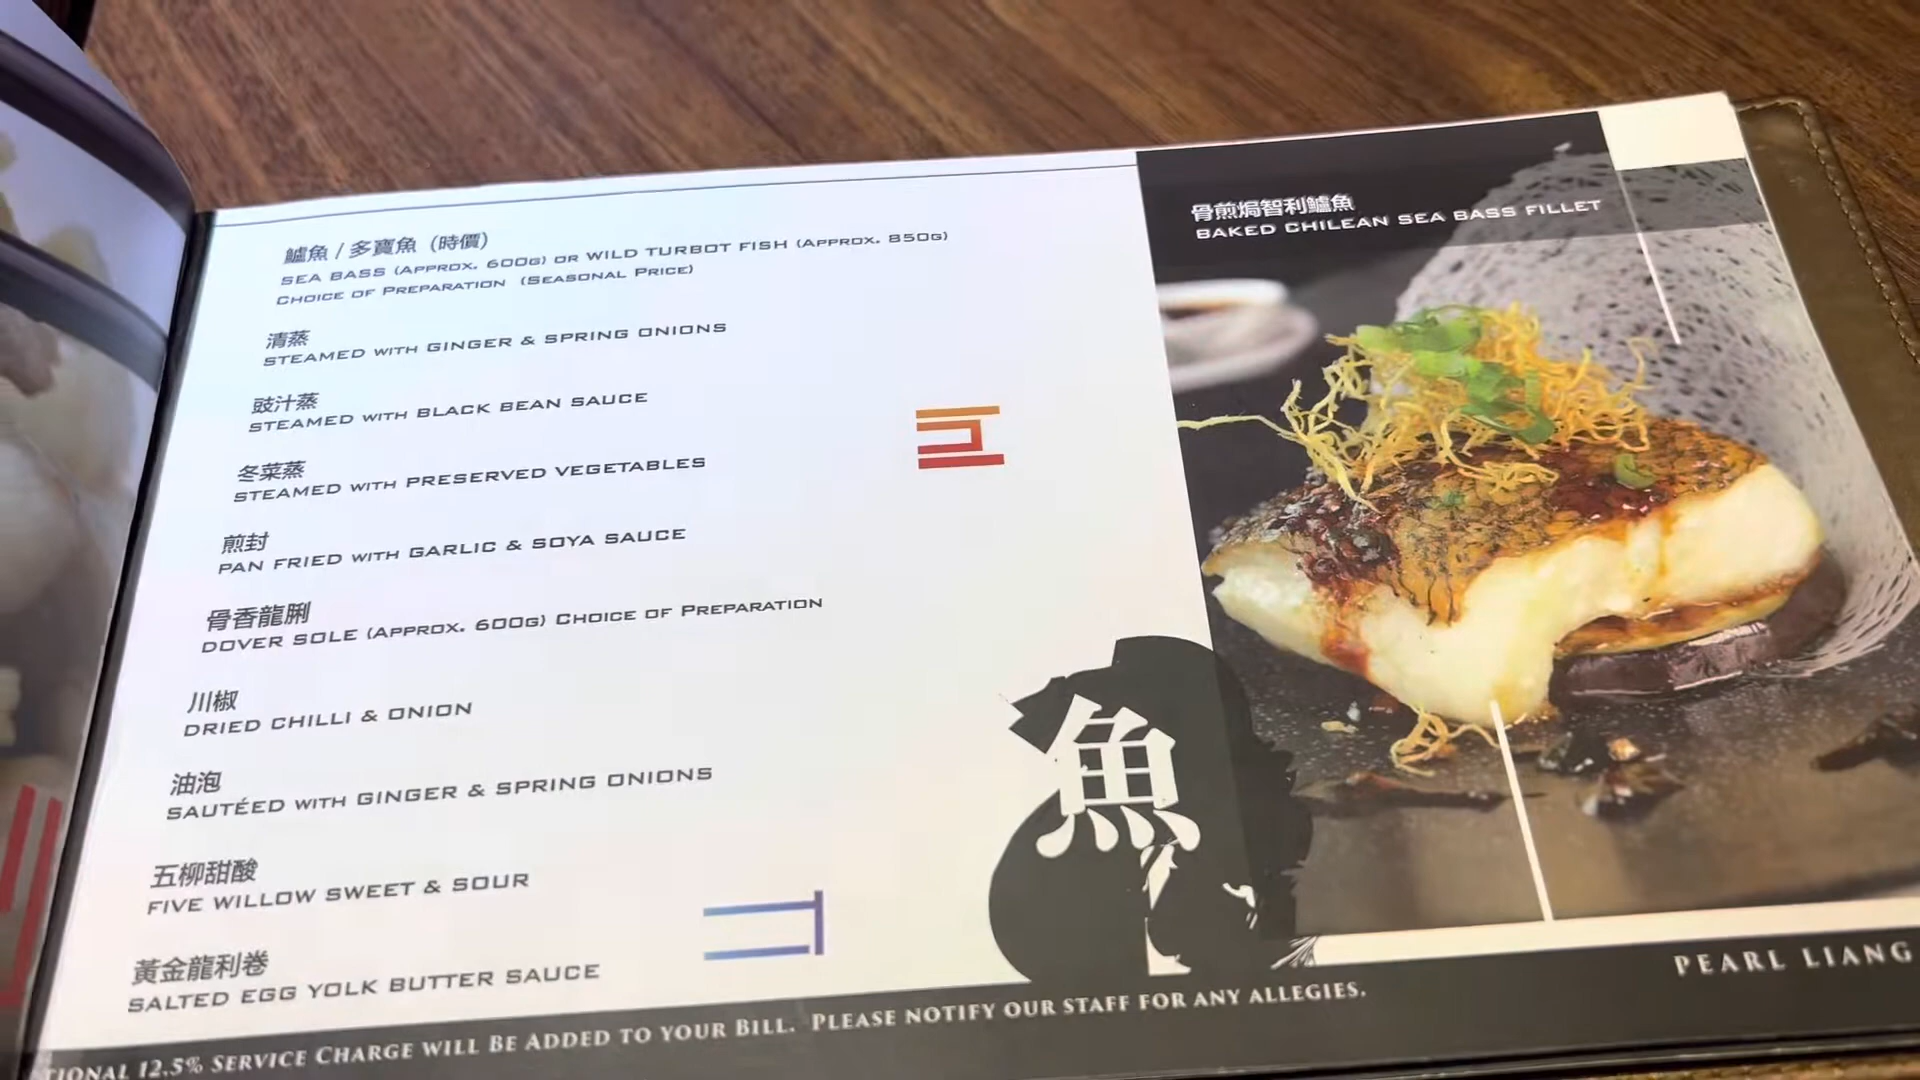 鱸魚 / 多寶魚 (時價)
SEA BASS (APPROX. 600G) OR WILD TURBOT FISH (APPROX. 850G)
CHOICE OF PREPARATION (SEASONAL PRICE)
清蒸
STEAMED WITH GINGER & SPRING ONIONS
豉汁蒸
STEAMED WITH BLACK BEAN SAUCE
冬菜蒸
STEAMED WITH PRESERVED VEGETABLES
煎封
PAN FRIED WITH GARLIC & SOYA SAUCE
骨香龍脷
DOVER SOLE (APPROX. 600G) CHOICE OF PREPARATION
川椒
DRIED CHILLI & ONION
油泡
SAUTÉED WITH GINGER & SPRING ONIONS
五柳甜酸
FIVE WILLOW SWEET & SOUR
黃金龍利卷
SALTED EGG YOLK BUTTER SAUCE
魚
骨煎焗智利鱸魚
BAKED CHILEAN SEA BASS FILLET
PEARL LIANG
12.5% SERVICE CHARGE WILL BE ADDED TO YOUR BILL. PLEASE NOTIFY OUR STAFF FOR ANY ALLEGIES.